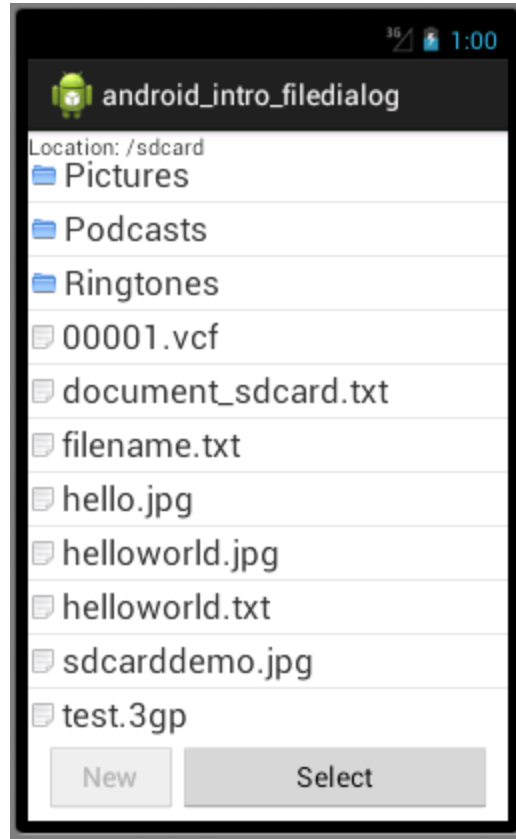 3G 1:00
android_intro_filedialog
Location: /sdcard
Pictures
Podcasts
Ringtones
00001.vcf
document_sdcard.txt
filename.txt
hello.jpg
helloworld.jpg
helloworld.txt
sdcarddemo.jpg
test.3gp
New Select